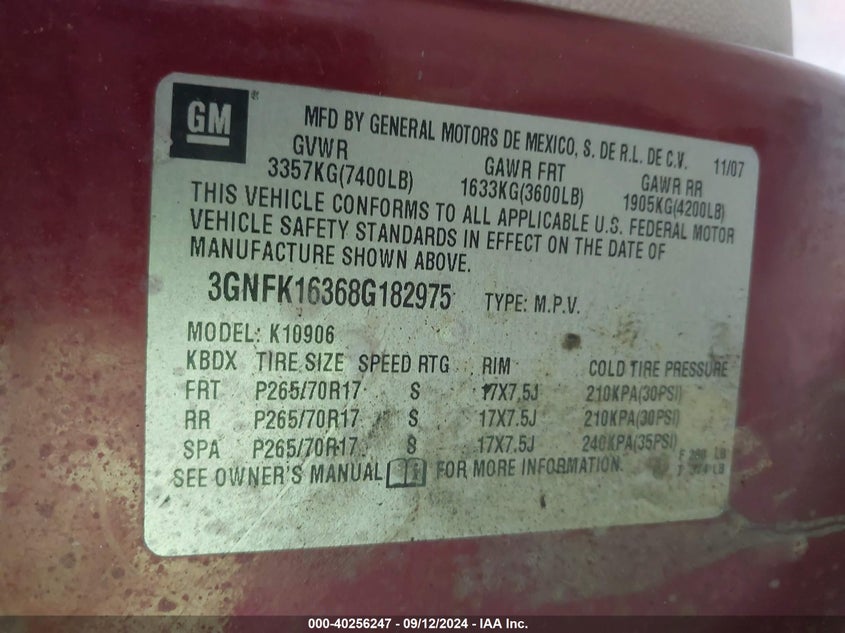 GM®
MFD BY GENERAL MOTORS DE MEXICO, S. DE R.L. DE C.V. 11/07
GVWR GAWR FRT GAWR RR
3357KG(7400LB) 1633KG(3600LB) 1905KG(4200LB)
THIS VEHICLE CONFORMS TO ALL APPLICABLE U.S. FEDERAL MOTOR
VEHICLE SAFETY STANDARDS IN EFFECT ON THE DATE OF
MANUFACTURE SHOWN ABOVE.
3GNFK16368G182975 TYPE: M.P.V.
MODEL: K10906
KBDX TIRE SIZE SPEED RTG RIM COLD TIRE PRESSURE
FRT P265/70R17 S 17X7.5J 210KPA(30PSI)
RR P265/70R17 S 17X7.5J 210KPA(30PSI)
SPA P265/70R17 S 17X7.5J 240KPA(35PSI)
SEE OWNER'S MANUAL FOR MORE INFORMATION.
000-40256247 - 09/12/2024 - IAA Inc.